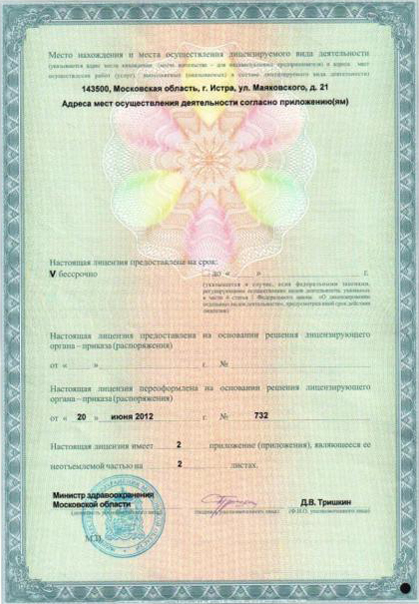 Место нахождения и места осуществления лицензируемого вида деятельности
(указываются адрес места нахождения (место жительства – для индивидуального предпринимателя) и адреса мест
осуществления работ (услуг), выполняемых (оказываемых) в составе лицензируемого вида деятельности)
143500, Московская область, г. Истра, ул. Маяковского, д. 21
Адреса мест осуществления деятельности согласно приложению(ям)
Настоящая лицензия предоставлена на срок:
V бессрочно
до « » г.
(указывается в случае, если федеральными законами,
регулирующими осуществление видов деятельности, указанных
в части 4 статьи 1 Федерального закона «О лицензировании
отдельных видов деятельности», предусмотрен иной срок действия
лицензии)
Настоящая лицензия предоставлена на основании решения лицензирующего
органа – приказа (распоряжения)
от « » г. №
Настоящая лицензия переоформлена на основании решения лицензирующего
органа – приказа (распоряжения)
от « 20 » июня 2012 г. № 732
Настоящая лицензия имеет 2 приложение (приложения), являющееся ее
неотъемлемой частью на 2 листах.
Министр здравоохранения
Московской области
Д.В. Тришкин
(должность уполномоченного лица)
(подпись уполномоченного лица)
(Ф.И.О. уполномоченного лица)
М.П.